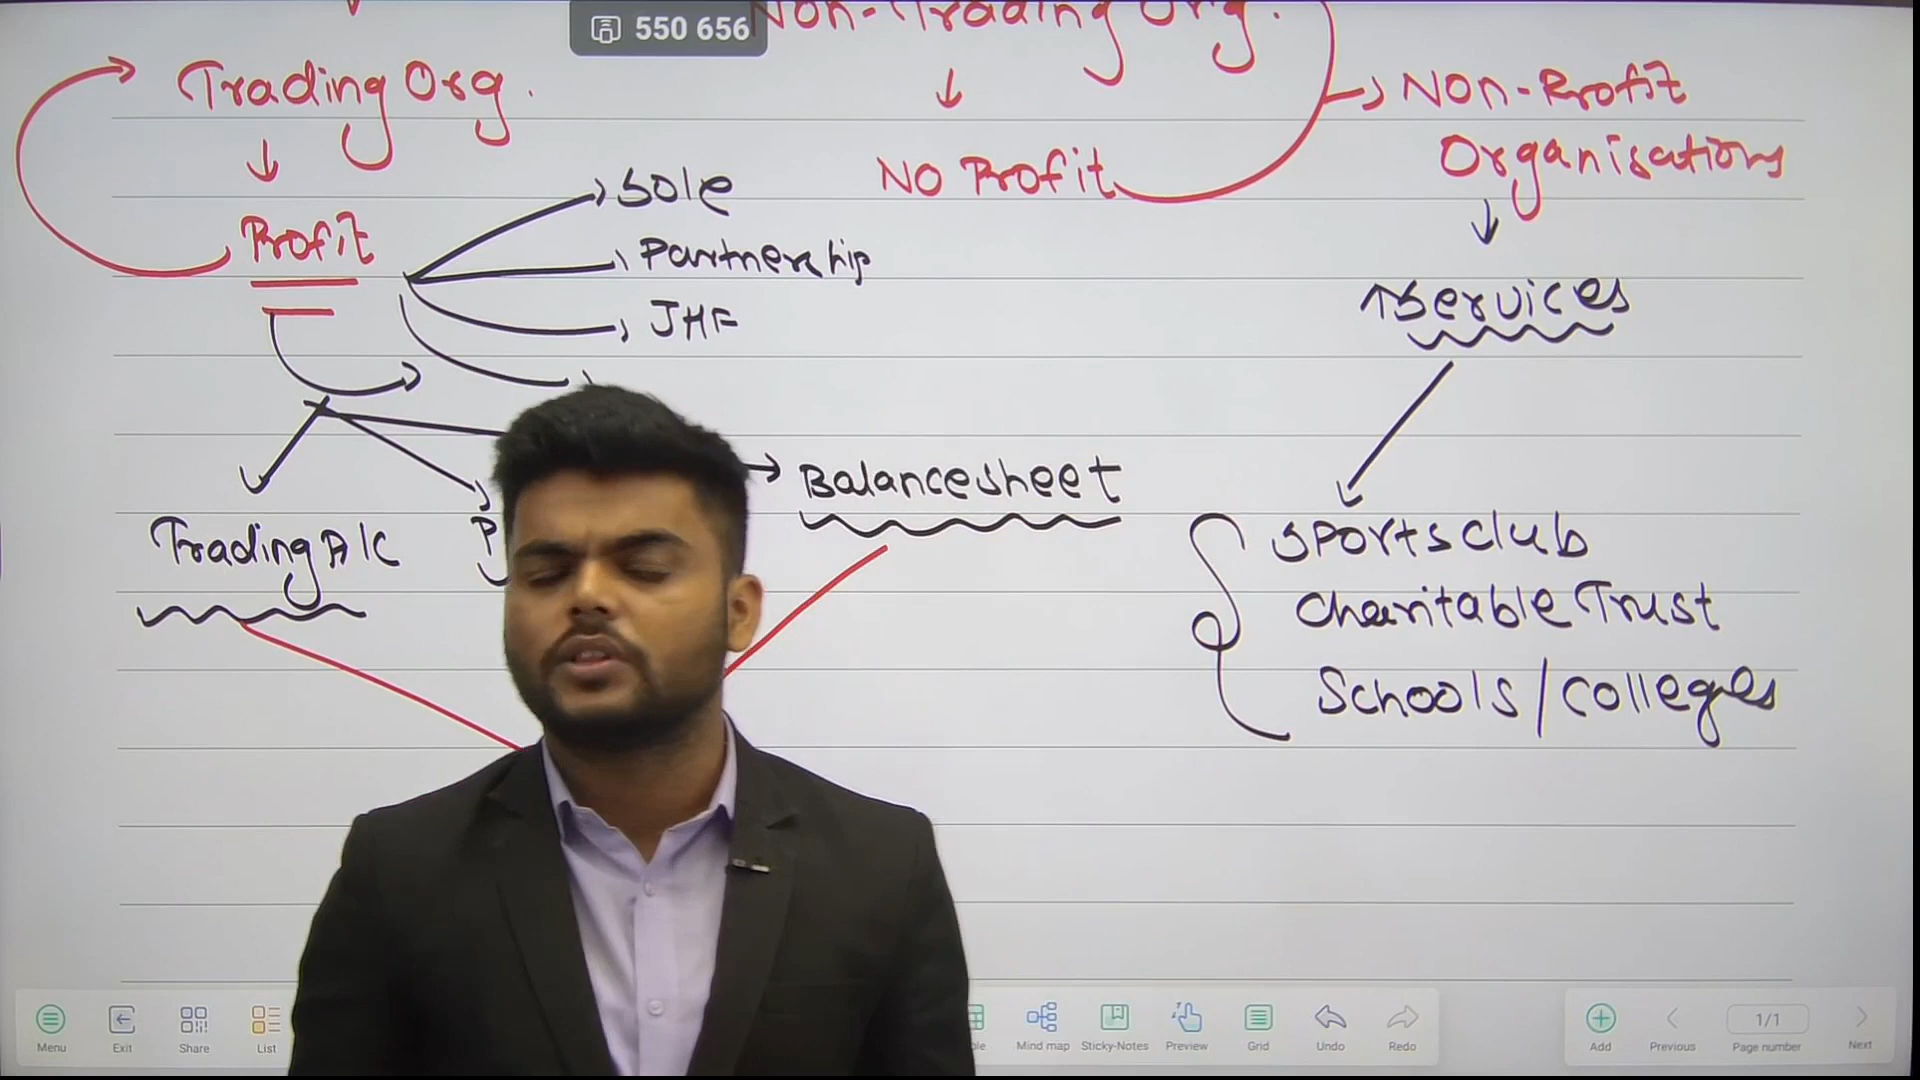 550 656
Non-Trading Org.
Trading Org.
Non-Profit
Organisations
No Profit
Profit
Sole
Partnership
JHF
Services
Balancesheet
Trading A/C
P
Sportsclub
Charitable Trust
Schools/Colleges
Menu
Exit
Share
List
Mind map
Sticky-Notes
Preview
Grid
Undo
Redo
Add
Previous
1/1
Page number
Next